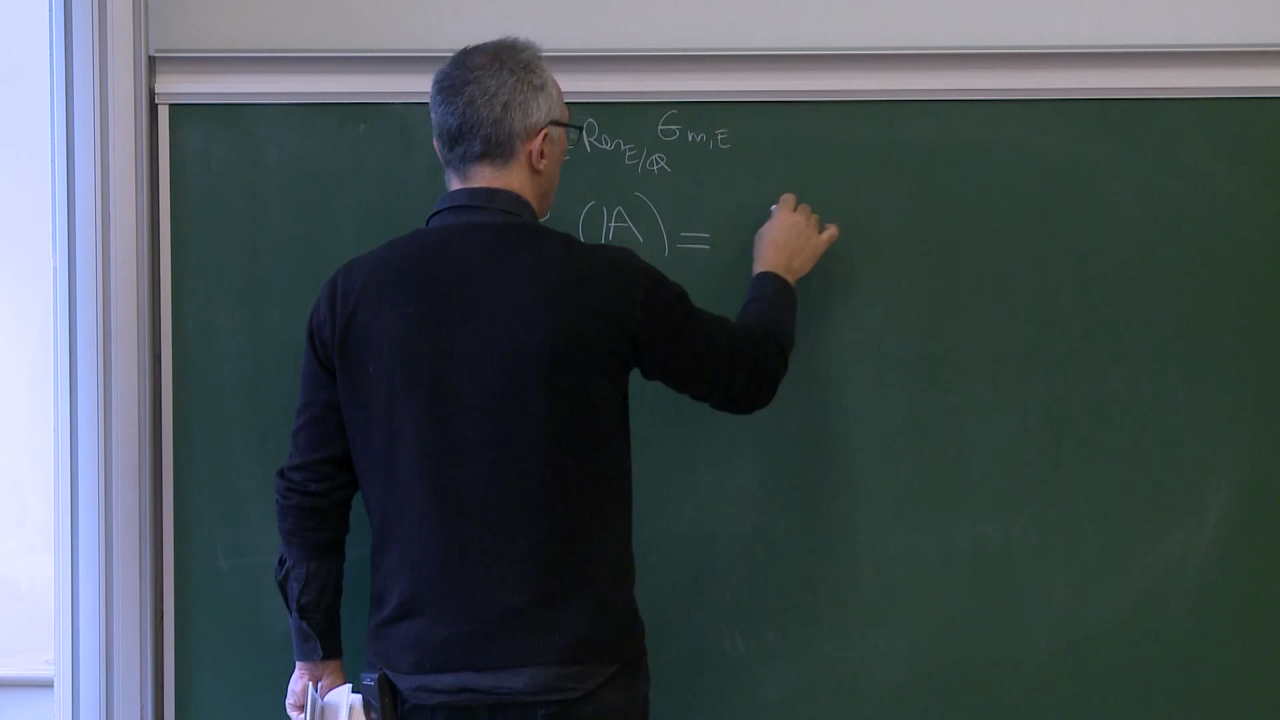 = Res_{E/ℚ} 𝔾_{m,E}
(𝔸) =